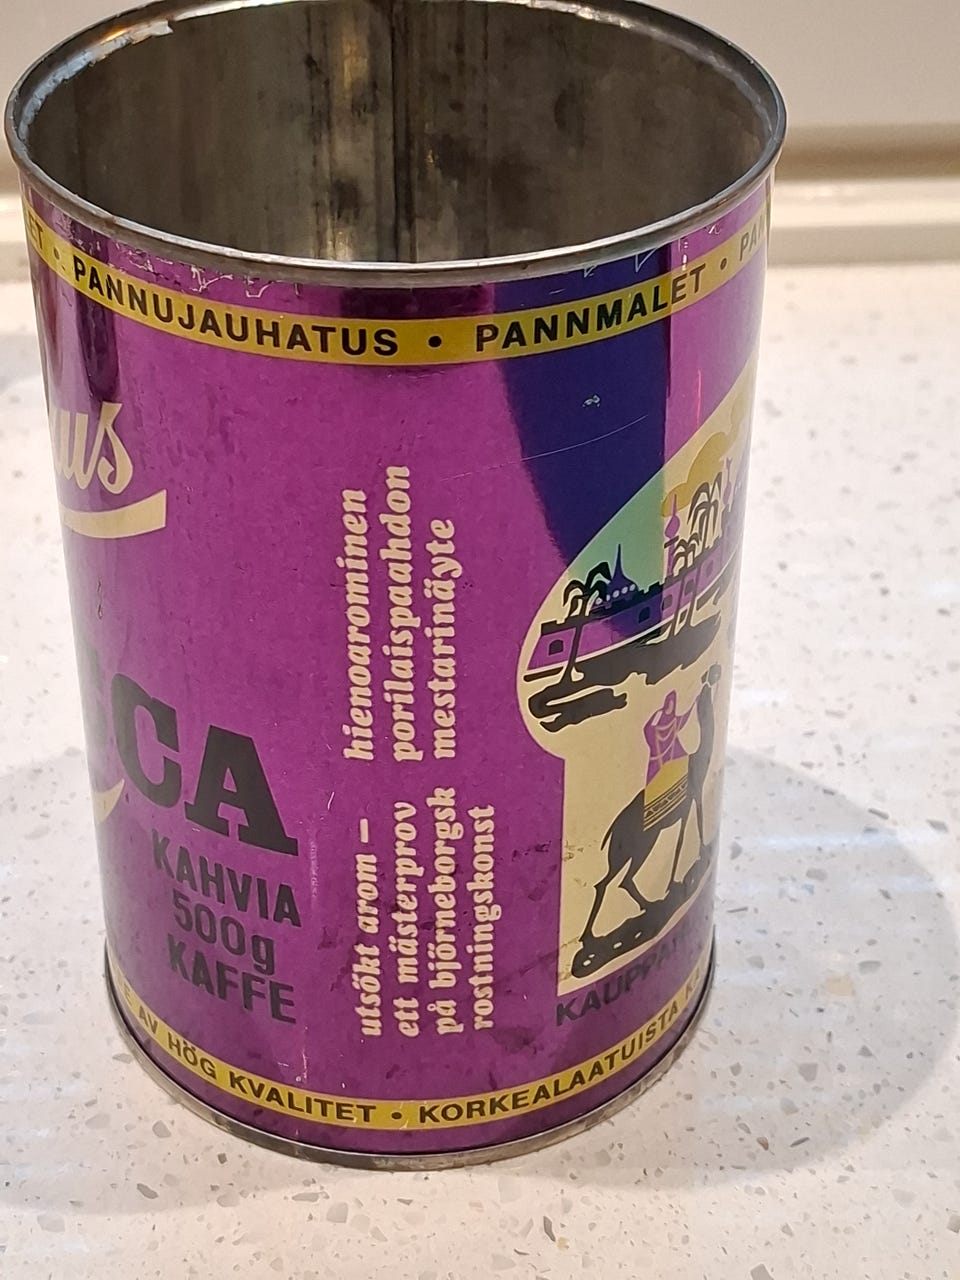 PANNUJAUHATUS • PANNMALET •
CA
KAHVIA
500g
KAFFE
hienoarominen
porilaispaahdon
mestarinäyte
utsökt arom –
ett mästerprov
på björneborgsk
rostningskonst
AV HÖG KVALITET • KORKEALAATUISTA